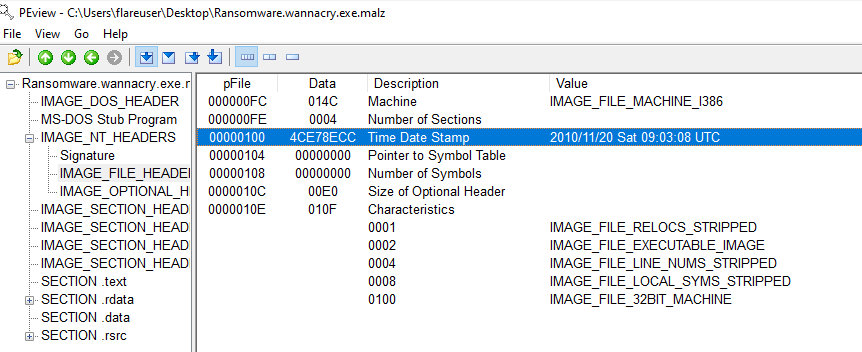 PEview - C:\Users\flareuser\Desktop\Ransomware.wannacry.exe.malz
File View Go Help
Ransomware.wannacry.exe.m
IMAGE_DOS_HEADER
MS-DOS Stub Program
IMAGE_NT_HEADERS
Signature
IMAGE_FILE_HEADE
IMAGE_OPTIONAL_H
IMAGE_SECTION_HEAD
IMAGE_SECTION_HEAD
IMAGE_SECTION_HEAD
IMAGE_SECTION_HEAD
SECTION .text
SECTION .rdata
SECTION .data
SECTION .rsrc
pFile Data Description Value
000000FC 014C Machine IMAGE_FILE_MACHINE_I386
000000FE 0004 Number of Sections
00000100 4CE78ECC Time Date Stamp 2010/11/20 Sat 09:03:08 UTC
00000104 00000000 Pointer to Symbol Table
00000108 00000000 Number of Symbols
0000010C 00E0 Size of Optional Header
0000010E 010F Characteristics
0001 IMAGE_FILE_RELOCS_STRIPPED
0002 IMAGE_FILE_EXECUTABLE_IMAGE
0004 IMAGE_FILE_LINE_NUMS_STRIPPED
0008 IMAGE_FILE_LOCAL_SYMS_STRIPPED
0100 IMAGE_FILE_32BIT_MACHINE